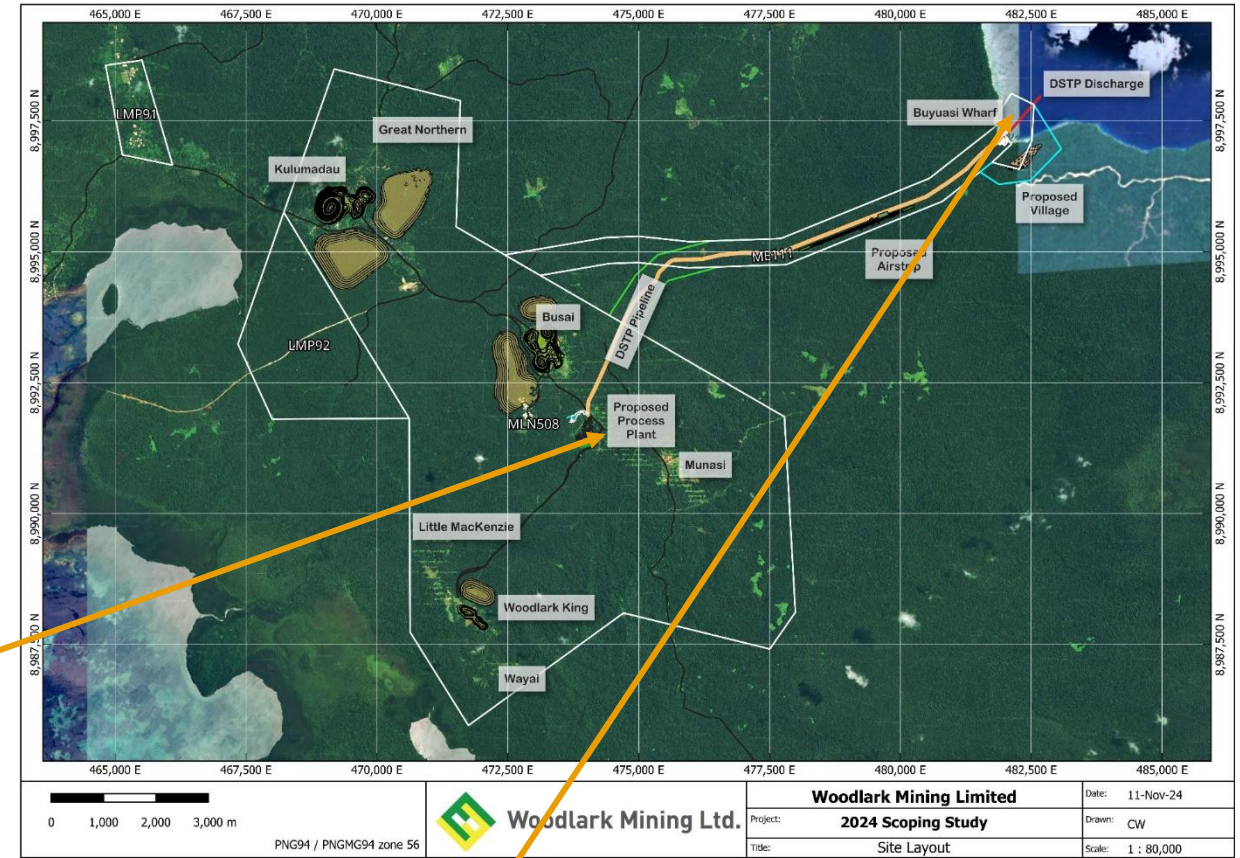 465,000 E 467,500 E 470,000 E 472,500 E 475,000 E 477,500 E 480,000 E 482,500 E 485,000 E
DSTP Discharge
Buyuasi Wharf
8,997,500 N
LMP91
Great Northern
8,997,500 N
Kulumadau
Proposed
Village
8,995,000 N
ME111
Proposed
Airstrip
8,995,000 N
DSTP Pipeline
Busai
LMP92
8,992,500 N
Proposed
Process
Plant
8,992,500 N
MLN508
Munasi
8,990,000 N
Little MacKenzie
8,990,000 N
Woodlark King
8,987,500 N
8,987,500 N
Wayai
465,000 E 467,500 E 470,000 E 472,500 E 475,000 E 477,500 E 480,000 E 482,500 E 485,000 E
0 1,000 2,000 3,000 m
PNG94 / PNGMG94 zone 56
Woodlark Mining Ltd.
Woodlark Mining Limited
Date: 11-Nov-24
Project: 2024 Scoping Study
Drawn: CW
Title: Site Layout
Scale: 1 : 80,000